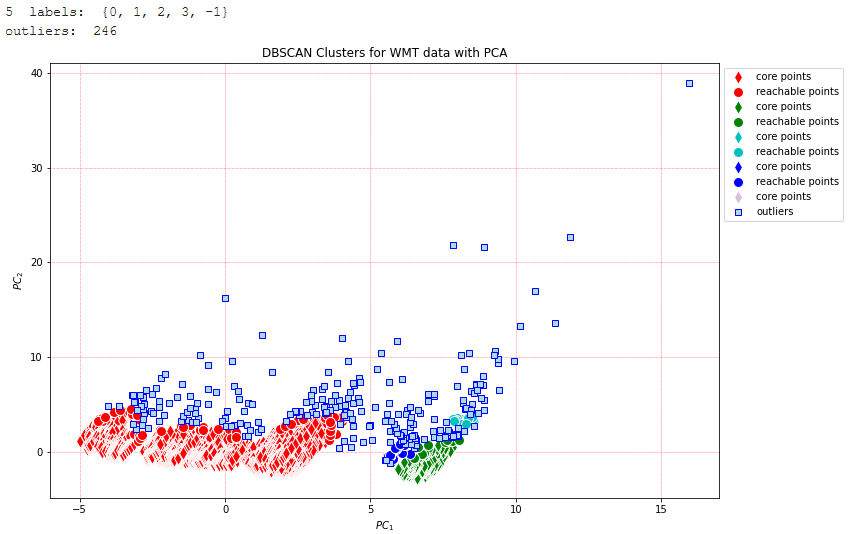 5  labels:  {0, 1, 2, 3, -1}
outliers:  246
DBSCAN Clusters for WMT data with PCA
40
30
20
10
0
PC2
−5
0
5
10
15
PC1
core points
reachable points
core points
reachable points
core points
reachable points
core points
reachable points
core points
outliers